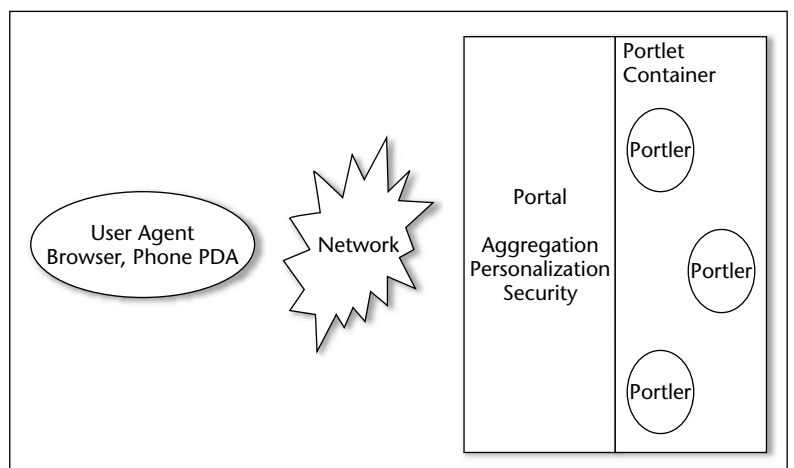 User Agent
Browser, Phone PDA
Network
Portal
Aggregation
Personalization
Security
Portlet
Container
Portler
Portler
Portler